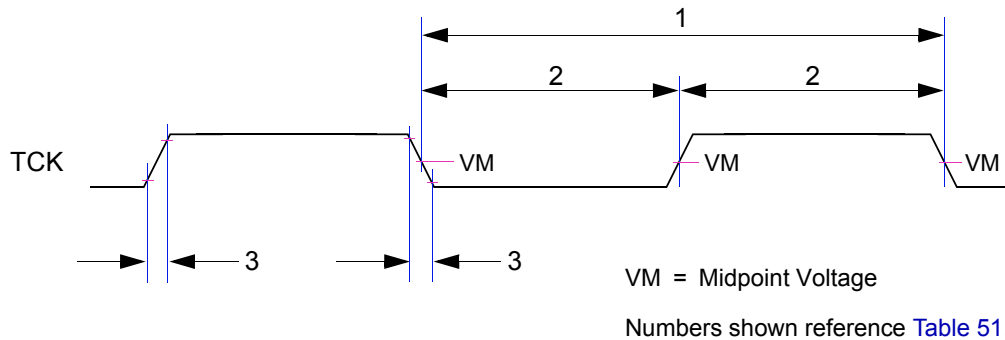 1
2
2
TCK
VM
VM
VM
3
3
VM = Midpoint Voltage
Numbers shown reference Table 51